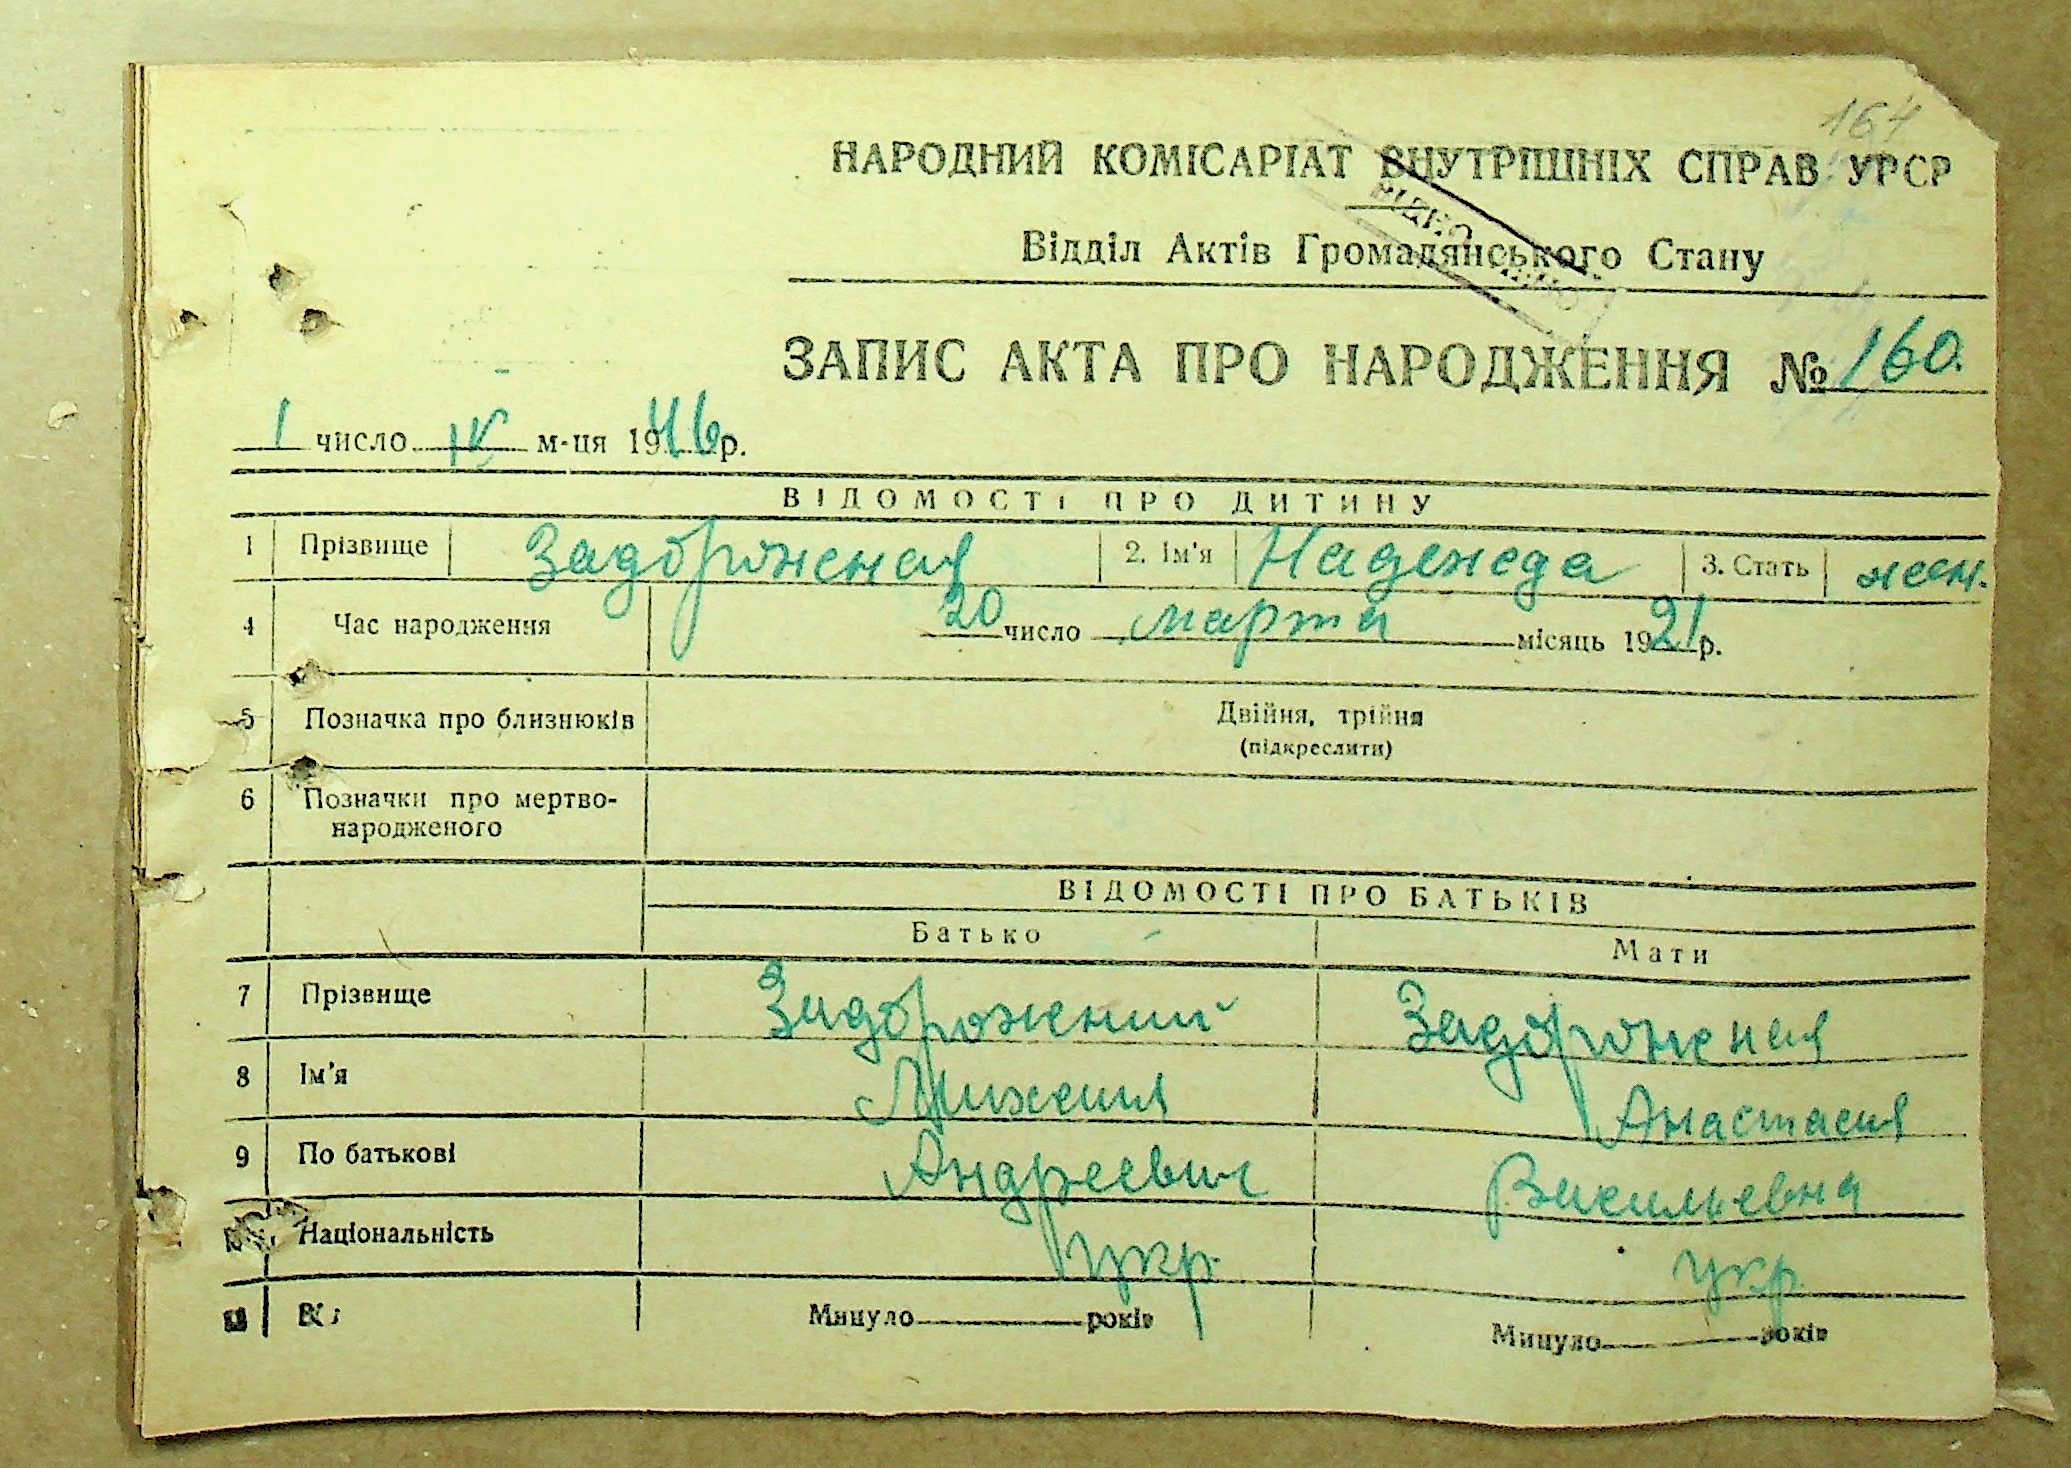 164
НАРОДНИЙ КОМІСАРІАТ ВНУТРІШНІХ СПРАВ УРСР
Відділ Актів Громадянського Стану
ЗАПИС АКТА ПРО НАРОДЖЕННЯ № 160.
1 число IV м-ця 1946 р.
ВІДОМОСТІ ПРО ДИТИНУ
1 Прізвище Задорожная 2. Ім'я Надежда 3. Стать жен.
4 Час народження 20 число марта місяць 1921 р.
5 Позначка про близнюків Двійня, трійня
(підкреслити)
6 Позначки про мертво-
народженого
ВІДОМОСТІ ПРО БАТЬКІВ
Батько Мати
7 Прізвище Задорожний Задорожная
8 Ім'я Михаил Анастасия
9 По батькові Андреевич Васильевна
Національність укр. укр.
Минуло років Минуло років